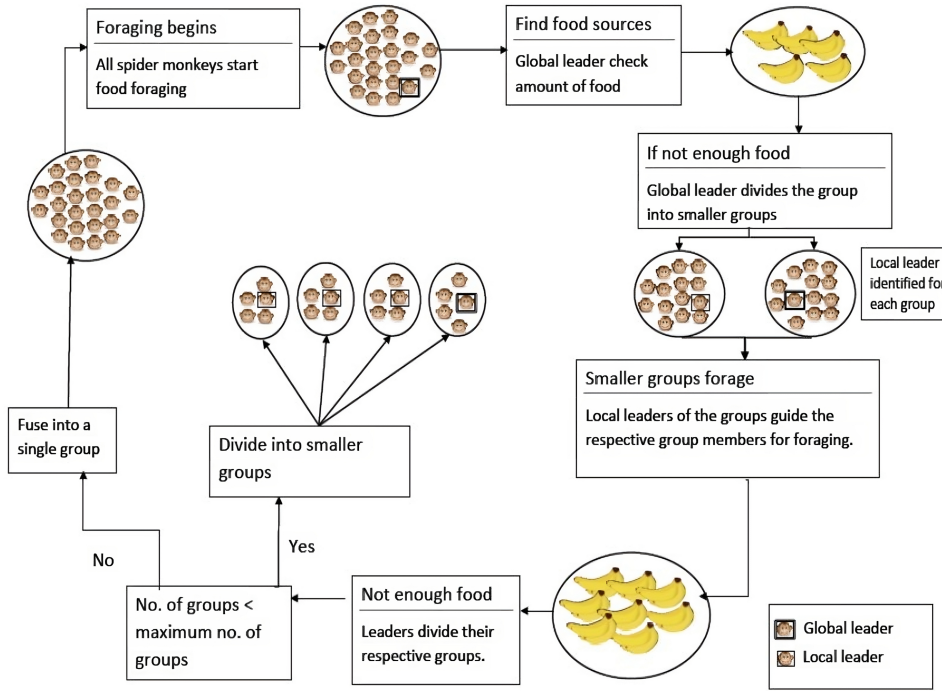 Foraging begins
All spider monkeys start
food foraging
Find food sources
Global leader check
amount of food
If not enough food
Global leader divides the group
into smaller groups
Local leader
identified for
each group
Smaller groups forage
Local leaders of the groups guide the
respective group members for foraging.
Not enough food
Leaders divide their
respective groups.
No. of groups <
maximum no. of
groups
Yes
Divide into smaller
groups
No
Fuse into a
single group
Global leader
Local leader